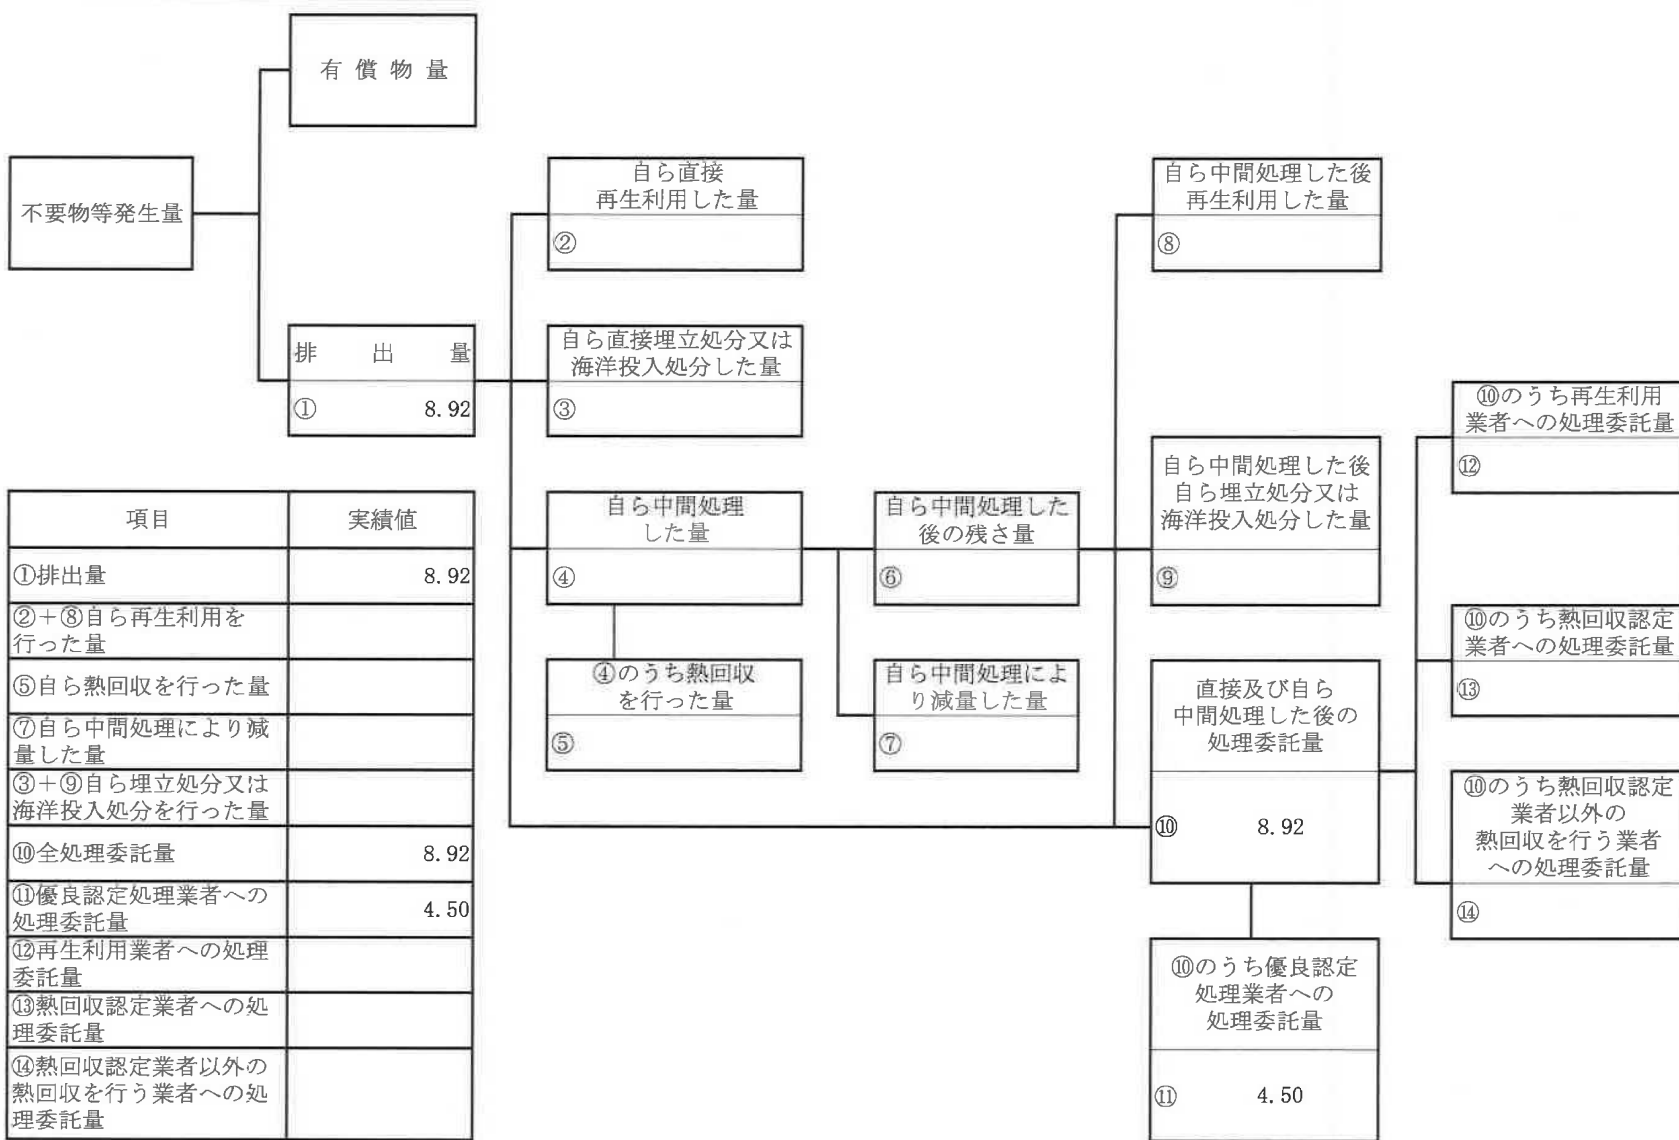 有償物量
不要物等発生量
排出量
① 8.92
自ら直接
再生利用した量
②
自ら直接埋立処分又は
海洋投入処分した量
③
自ら中間処理
した量
④
④のうち熱回収
を行った量
⑤
自ら中間処理した
後の残さ量
⑥
自ら中間処理によ
り減量した量
⑦
自ら中間処理した後
再生利用した量
⑧
自ら中間処理した後
自ら埋立処分又は
海洋投入処分した量
⑨
直接及び自ら
中間処理した後の
処理委託量
⑩ 8.92
⑩のうち優良認定
処理業者への
処理委託量
⑪ 4.50
⑩のうち再生利用
業者への処理委託量
⑫
⑩のうち熱回収認定
業者への処理委託量
⑬
⑩のうち熱回収認定
業者以外の
熱回収を行う業者
への処理委託量
⑭
項目 実績値
①排出量 8.92
②+⑧自ら再生利用を
行った量
⑤自ら熱回収を行った量
⑦自ら中間処理により減
量した量
③+⑨自ら埋立処分又は
海洋投入処分を行った量
⑩全処理委託量 8.92
⑪優良認定処理業者への
処理委託量 4.50
⑫再生利用業者への処理
委託量
⑬熱回収認定業者への処
理委託量
⑭熱回収認定業者以外の
熱回収を行う業者への処
理委託量